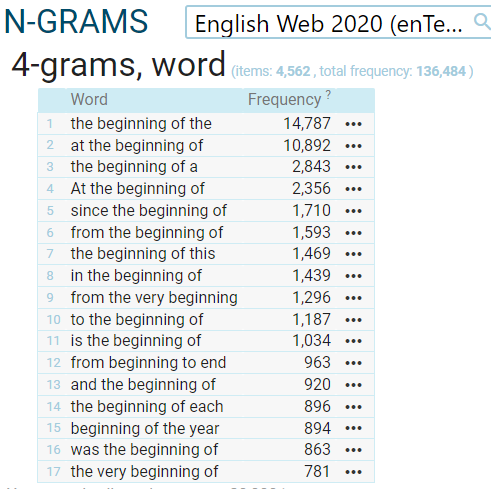 N-GRAMS English Web 2020 (enTe...
4-grams, word (items: 4,562 , total frequency: 136,484 )
Word Frequency ?
1 the beginning of the 14,787 •••
2 at the beginning of 10,892 •••
3 the beginning of a 2,843 •••
4 At the beginning of 2,356 •••
5 since the beginning of 1,710 •••
6 from the beginning of 1,593 •••
7 the beginning of this 1,469 •••
8 in the beginning of 1,439 •••
9 from the very beginning 1,296 •••
10 to the beginning of 1,187 •••
11 is the beginning of 1,034 •••
12 from beginning to end 963 •••
13 and the beginning of 920 •••
14 the beginning of each 896 •••
15 beginning of the year 894 •••
16 was the beginning of 863 •••
17 the very beginning of 781 •••